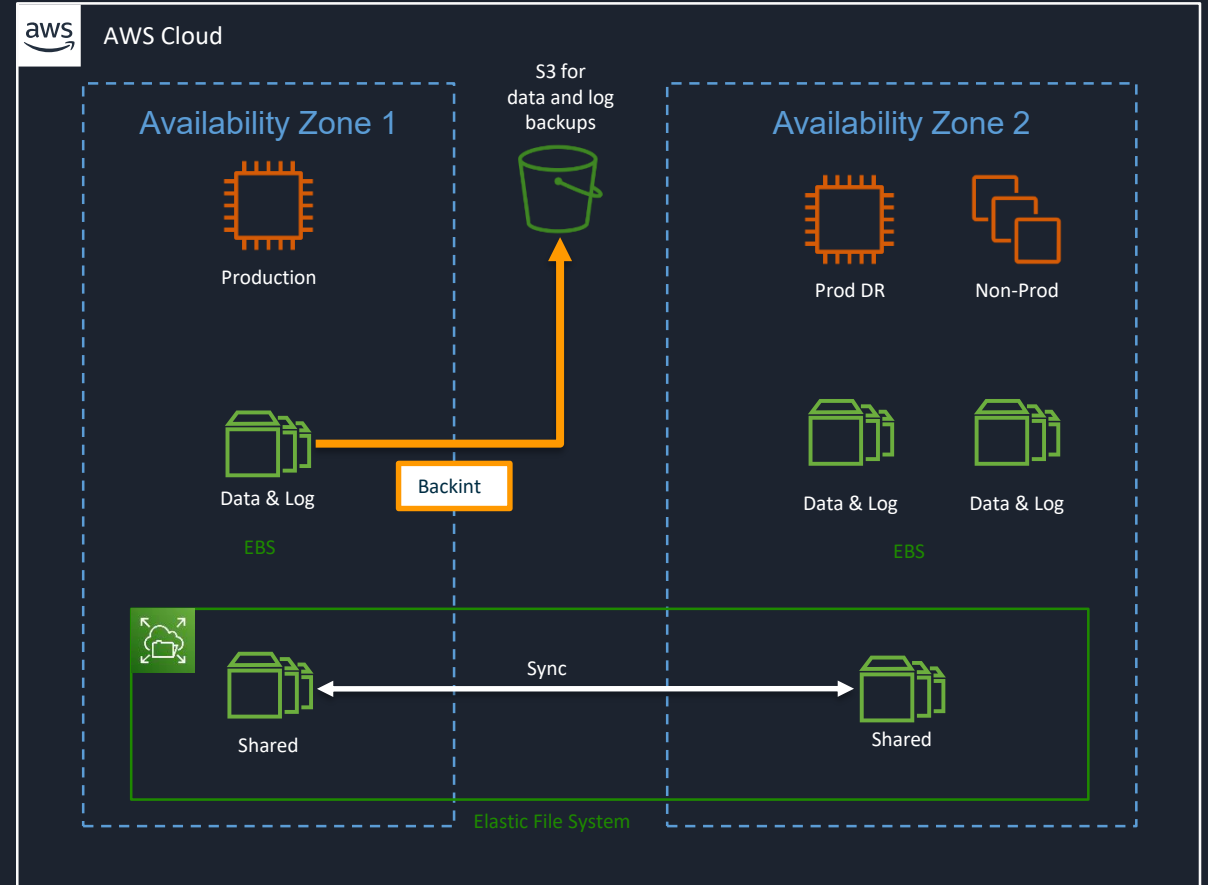 aws
AWS Cloud
S3 for
data and log
backups
Availability Zone 1
Availability Zone 2
Production
Prod DR
Non-Prod
Backint
Data & Log
Data & Log
Data & Log
EBS
EBS
Sync
Shared
Shared
Elastic File System